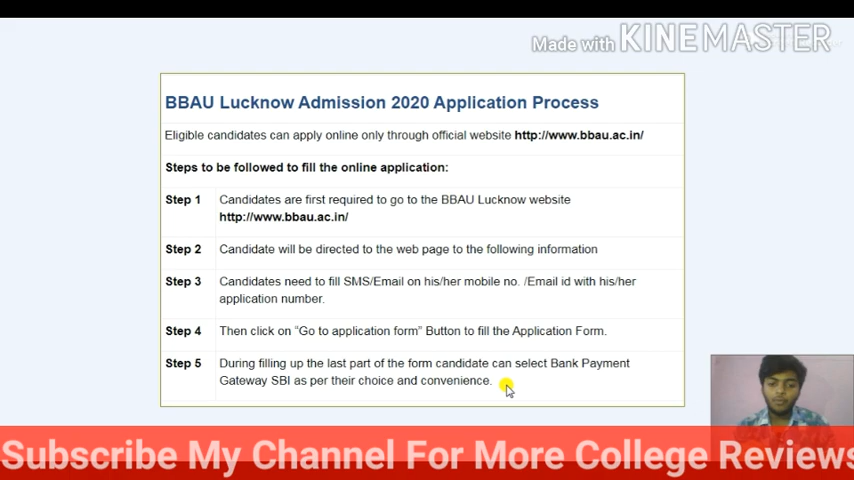 Made with KINEMASTER
BBAU Lucknow Admission 2020 Application Process
Eligible candidates can apply online only through official website http://www.bbau.ac.in/
Steps to be followed to fill the online application:
Step 1 Candidates are first required to go to the BBAU Lucknow website
http://www.bbau.ac.in/
Step 2 Candidate will be directed to the web page to the following information
Step 3 Candidates need to fill SMS/Email on his/her mobile no. /Email id with his/her
application number.
Step 4 Then click on “Go to application form” Button to fill the Application Form.
Step 5 During filling up the last part of the form candidate can select Bank Payment
Gateway SBI as per their choice and convenience.
Subscribe My Channel For More College Reviews